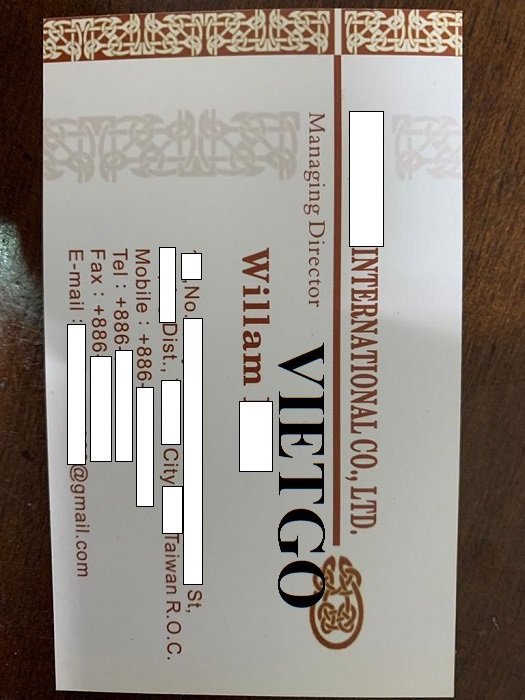 INTERNATIONAL CO., LTD.
Managing Director
VIETGO
Willam
,No. St,
Dist., City Taiwan R.O.C.
Mobile : +886-
Tel : +886-
Fax : +886-
E-mail : @gmail.com